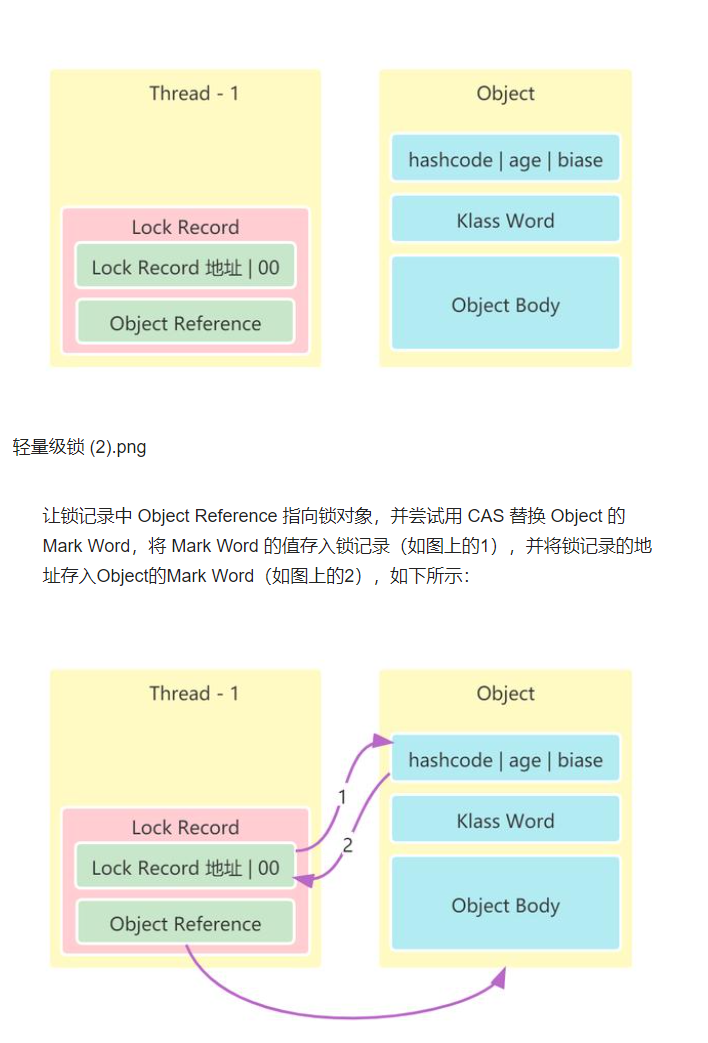 Thread - 1
Object
hashcode | age | biase
Klass Word
Object Body
Lock Record
Lock Record 地址 | 00
Object Reference
轻量级锁 (2).png
让锁记录中 Object Reference 指向锁对象，并尝试用 CAS 替换 Object 的
Mark Word，将 Mark Word 的值存入锁记录（如图上的1），并将锁记录的地
址存入Object的Mark Word（如图上的2），如下所示：
Thread - 1
Object
hashcode | age | biase
Klass Word
Object Body
1
2
Lock Record
Lock Record 地址 | 00
Object Reference